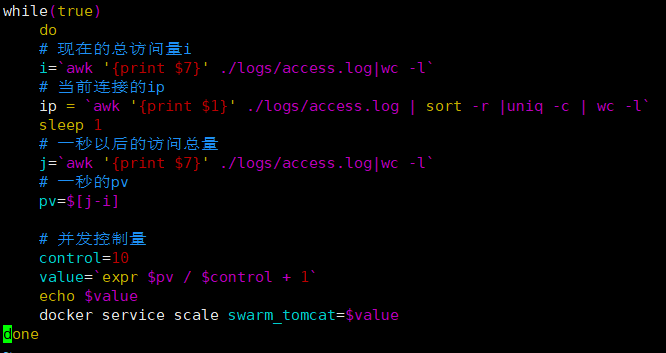 while(true)
do
# 现在的总访问量i
i=`awk '{print $7}' ./logs/access.log|wc -l`
# 当前连接的ip
ip = `awk '{print $1}' ./logs/access.log | sort -r |uniq -c | wc -l`
sleep 1
# 一秒以后的访问总量
j=`awk '{print $7}' ./logs/access.log|wc -l`
# 一秒的pv
pv=$[j-i]
# 并发控制量
control=10
value=`expr $pv / $control + 1`
echo $value
docker service scale swarm_tomcat=$value
done